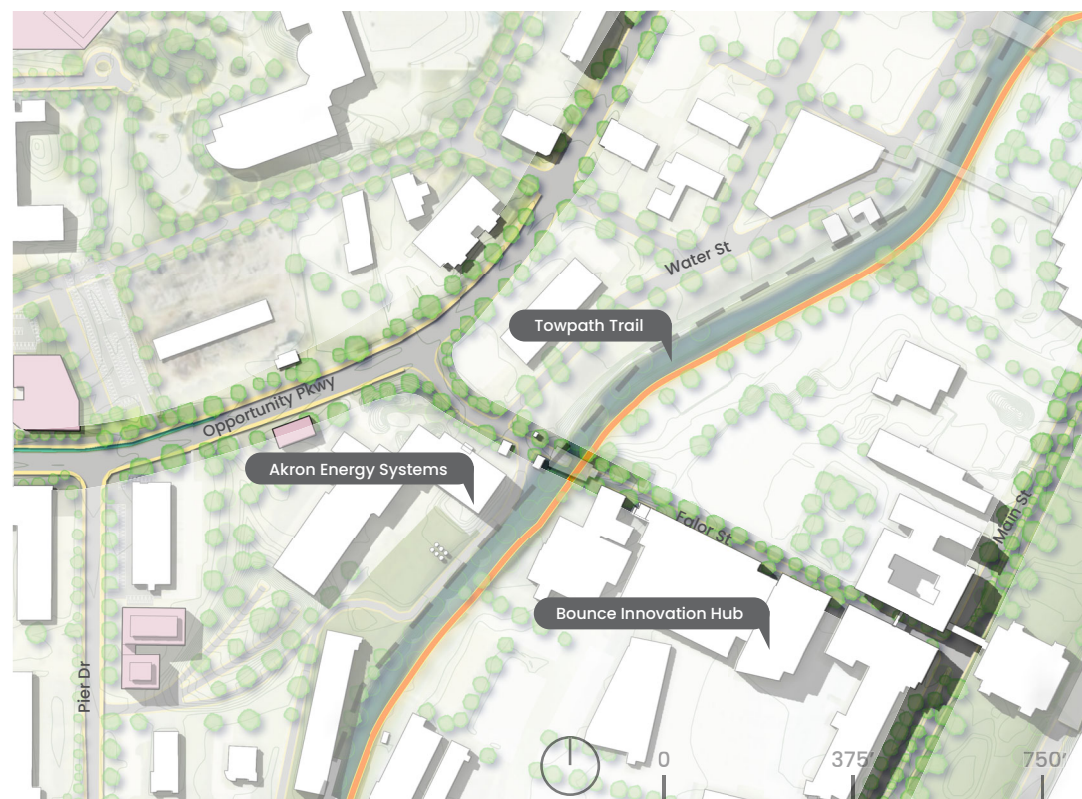 Water St
Towpath Trail
Opportunity Pkwy
Akron Energy Systems
Main St
Falor St
Bounce Innovation Hub
Pier Dr
0
375'
750'